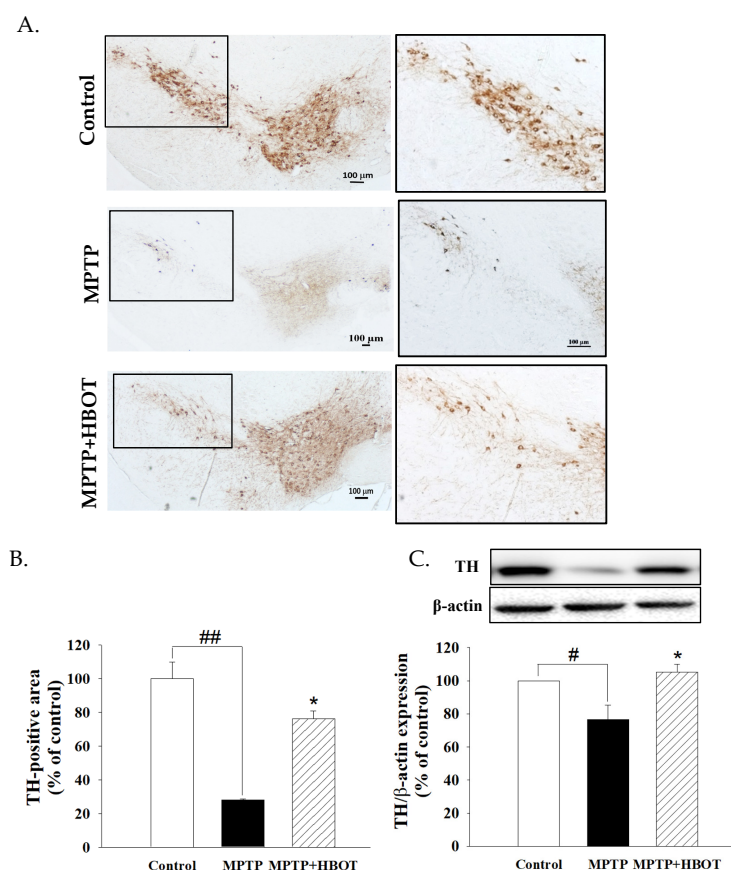 A.
Control
100 μm
MPTP
100 μm
100 μm
MPTP+HBOT
100 μm
B.
TH-positive area
(% of control)
120
100
80
60
40
20
0
##
*
Control MPTP MPTP+HBOT
C.
TH
β-actin
TH/β-actin expression
(% of control)
120
100
80
60
40
20
0
#
*
Control MPTP MPTP+HBOT